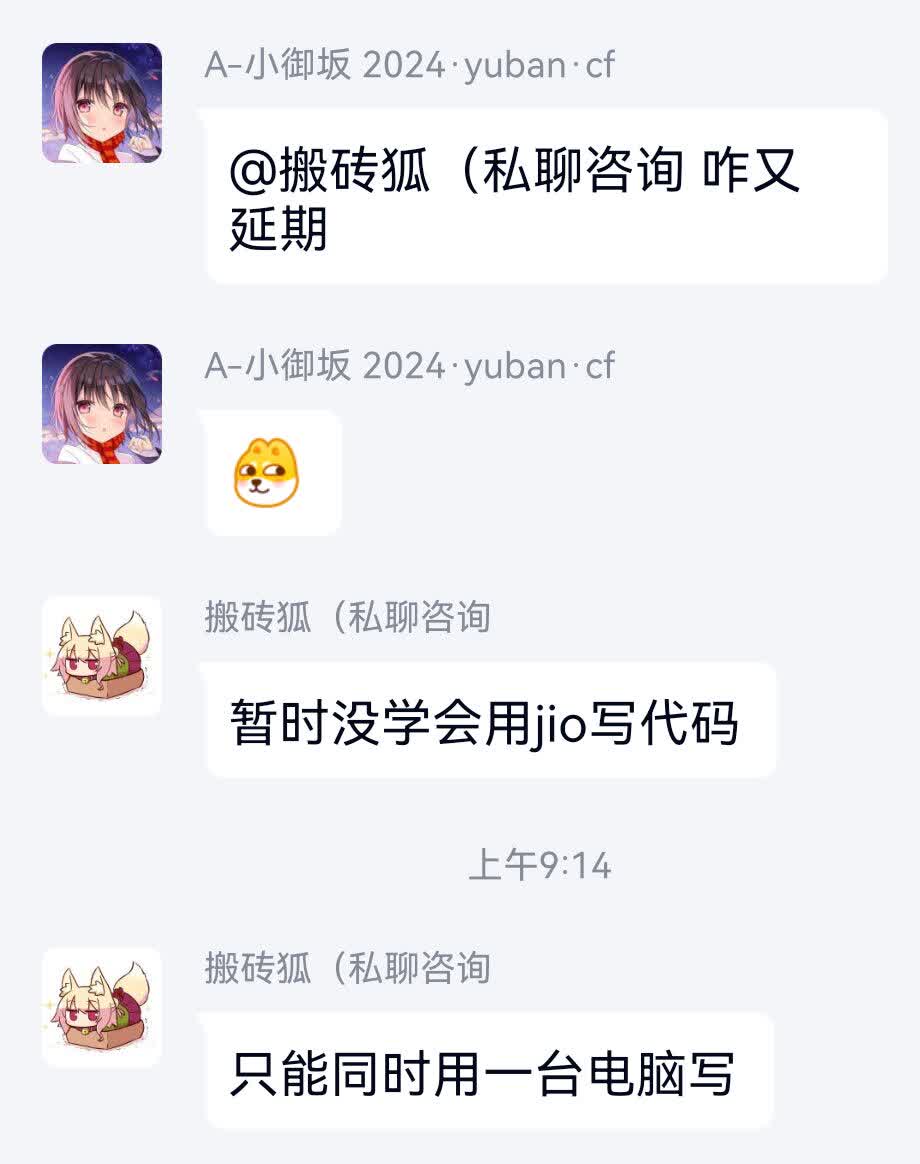 A-小御坂 2024·yuban·cf
@搬砖狐（私聊咨询 咋又
延期
A-小御坂 2024·yuban·cf
搬砖狐（私聊咨询
暂时没学会用jio写代码
上午9:14
搬砖狐（私聊咨询
只能同时用一台电脑写